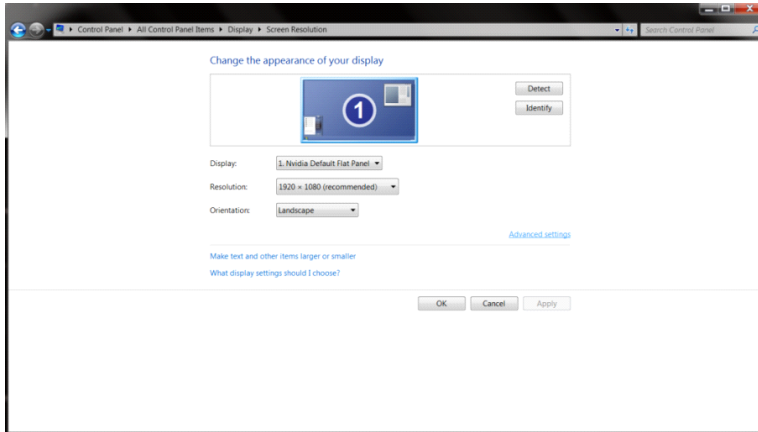 Control Panel ▸ All Control Panel Items ▸ Display ▸ Screen Resolution
Search Control Panel
Change the appearance of your display
1
Detect
Identify
Display: 1. Nvidia Default Flat Panel
Resolution: 1920 × 1080 (recommended)
Orientation: Landscape
Advanced settings
Make text and other items larger or smaller
What display settings should I choose?
OK Cancel Apply